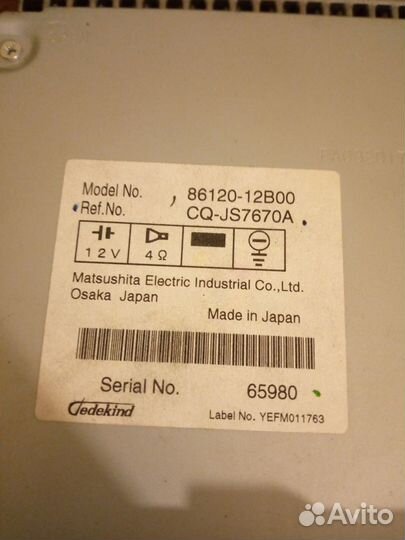 Model No. , 86120-12B00
Ref.No. CQ-JS7670A
12V 4Ω
Matsushita Electric Industrial Co.,Ltd.
Osaka Japan
Made in Japan
Serial No. 65980
Jedekind
Label No. YEFM011763
Avito